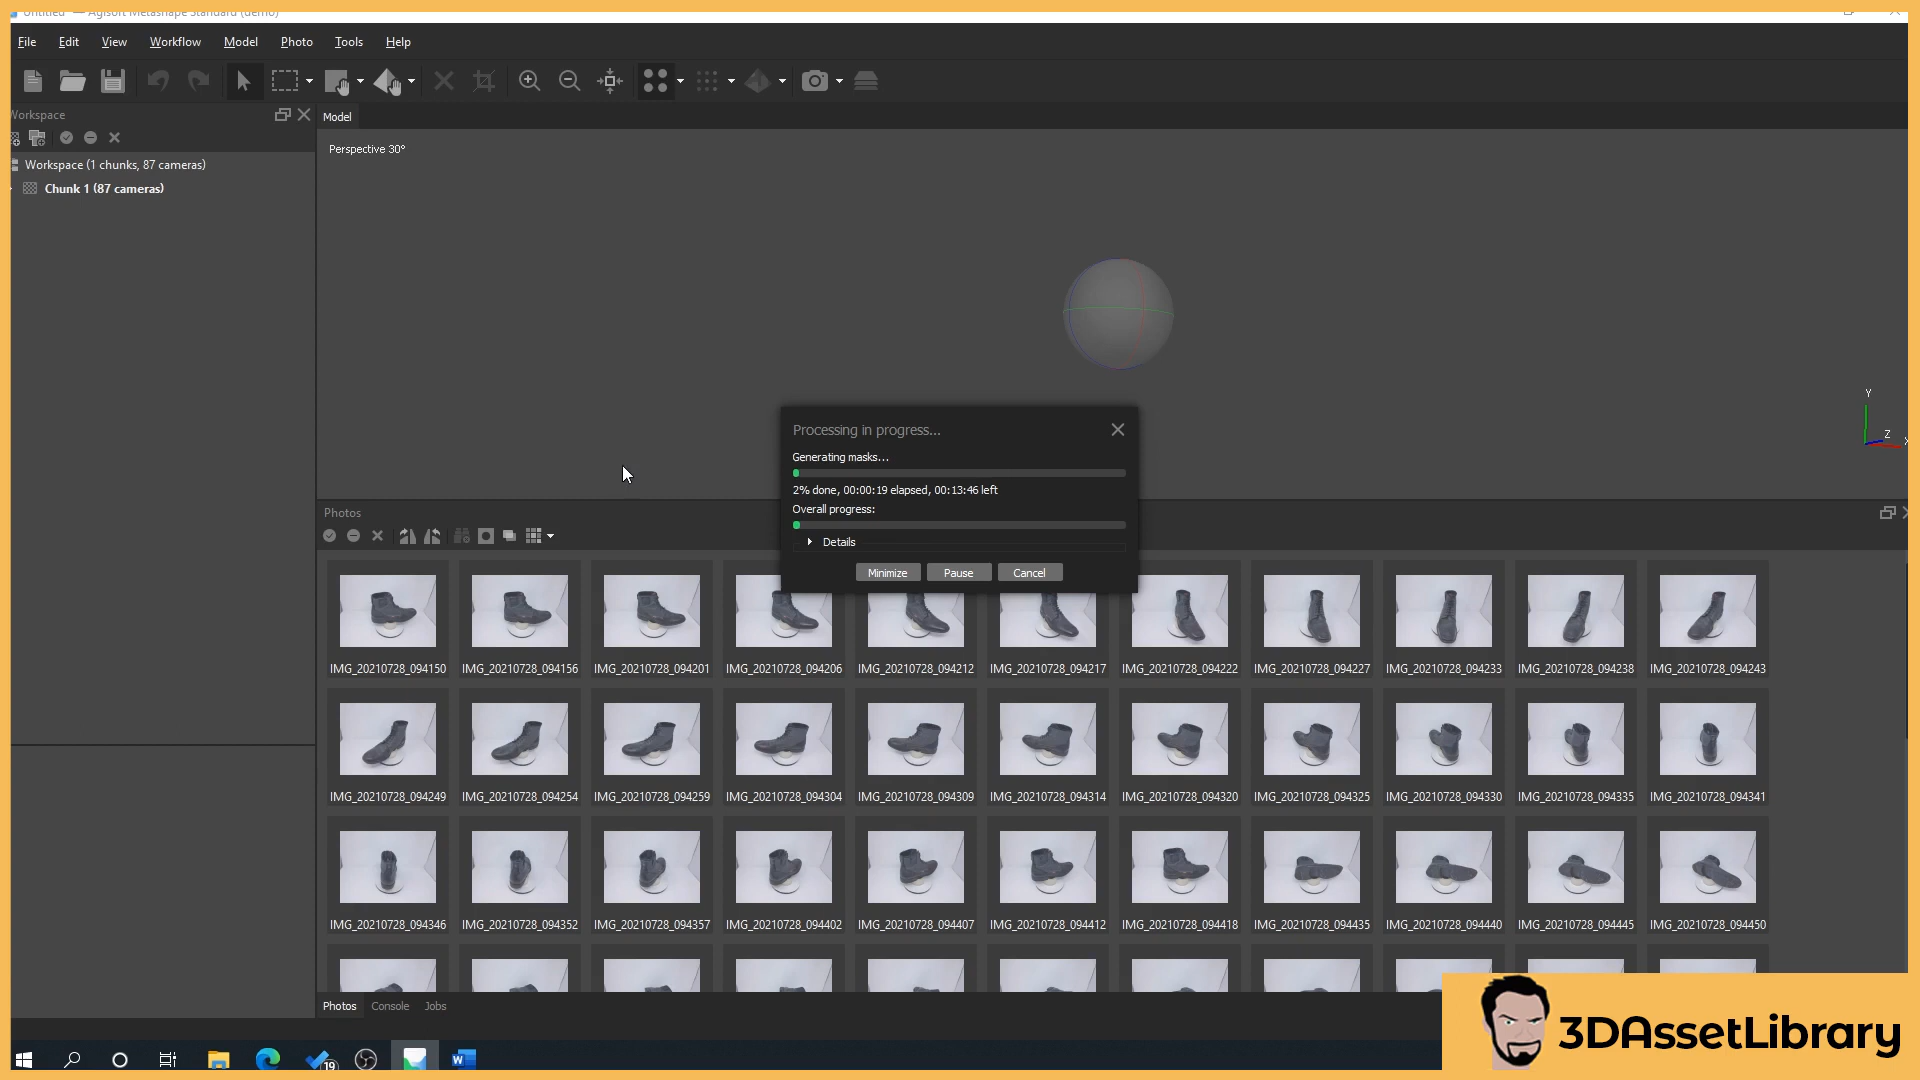 Untitled — Agisoft Metashape Standard (demo)
File Edit View Workflow Model Photo Tools Help
Workspace
Model
Perspective 30°
Workspace (1 chunks, 87 cameras)
Chunk 1 (87 cameras)
Y
Z
X
Processing in progress...
Generating masks...
2% done, 00:00:19 elapsed, 00:13:46 left
Overall progress:
Details
Minimize Pause Cancel
Photos
IMG_20210728_094150 IMG_20210728_094156 IMG_20210728_094201 IMG_20210728_094206 IMG_20210728_094212 IMG_20210728_094217 IMG_20210728_094222 IMG_20210728_094227 IMG_20210728_094233 IMG_20210728_094238 IMG_20210728_094243
IMG_20210728_094249 IMG_20210728_094254 IMG_20210728_094259 IMG_20210728_094304 IMG_20210728_094309 IMG_20210728_094314 IMG_20210728_094320 IMG_20210728_094325 IMG_20210728_094330 IMG_20210728_094335 IMG_20210728_094341
IMG_20210728_094346 IMG_20210728_094352 IMG_20210728_094357 IMG_20210728_094402 IMG_20210728_094407 IMG_20210728_094412 IMG_20210728_094418 IMG_20210728_094435 IMG_20210728_094440 IMG_20210728_094445 IMG_20210728_094450
Photos Console Jobs
3DAssetLibrary
19
W